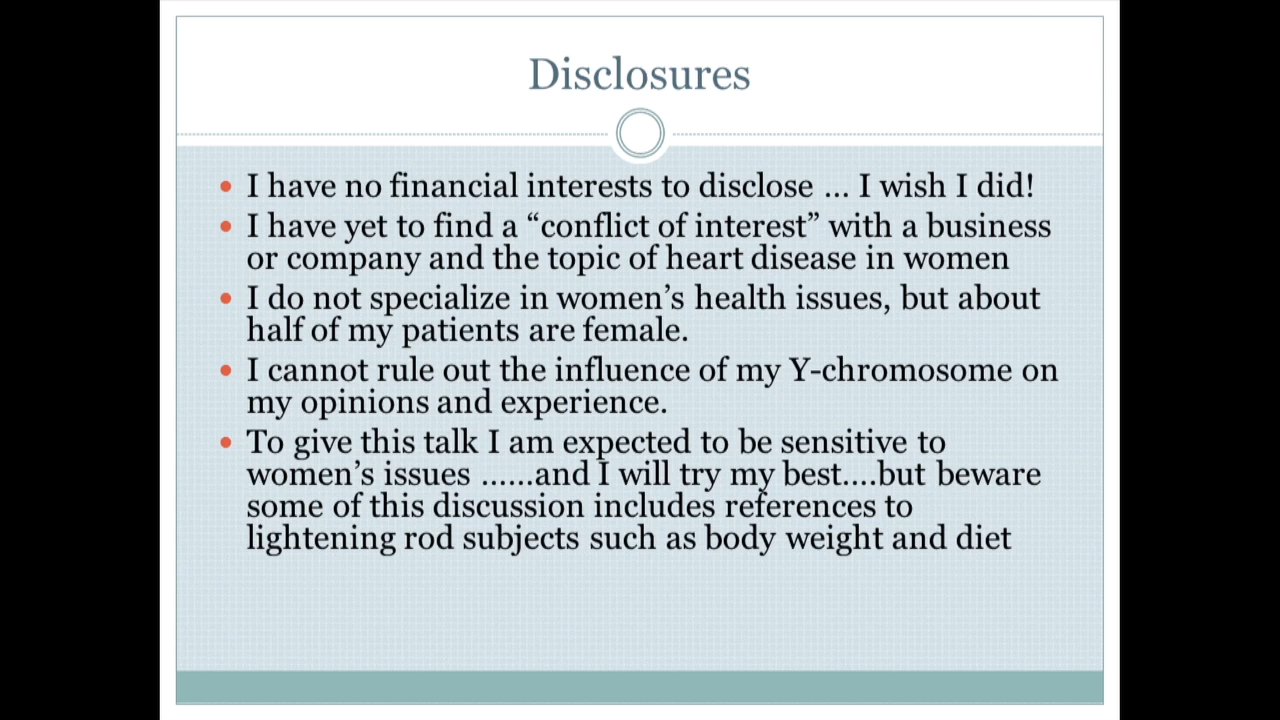 Disclosures
• I have no financial interests to disclose ... I wish I did!
• I have yet to find a “conflict of interest” with a business
or company and the topic of heart disease in women
• I do not specialize in women’s health issues, but about
half of my patients are female.
• I cannot rule out the influence of my Y-chromosome on
my opinions and experience.
• To give this talk I am expected to be sensitive to
women’s issues ......and I will try my best....but beware
some of this discussion includes references to
lightening rod subjects such as body weight and diet